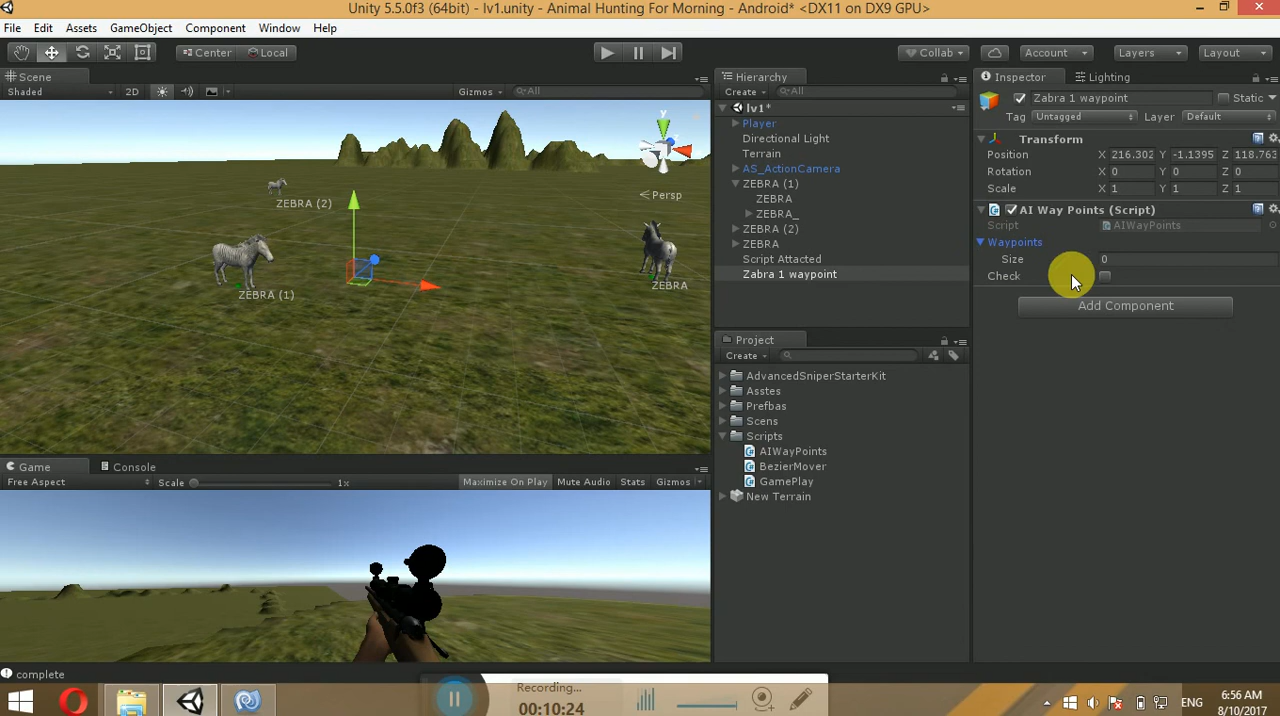 Unity 5.5.0f3 (64bit) - lv1.unity - Animal Hunting For Morning - Android* <DX11 on DX9 GPU>
File Edit Assets GameObject Component Window Help
Center Local Collab Account Layers Layout
Scene
Shaded 2D Gizmos All
y
Persp
ZEBRA (2)
ZEBRA (1)
ZEBRA
Game Console
Free Aspect Scale 1x Maximize On Play Mute Audio Stats Gizmos
Hierarchy
Create All
lv1*
Player
Directional Light
Terrain
AS_ActionCamera
ZEBRA (1)
ZEBRA
ZEBRA_
ZEBRA (2)
ZEBRA
Script Attacted
Zabra 1 waypoint
Project
Create
AdvancedSniperStarterKit
Asstes
Prefbas
Scens
Scripts
AIWayPoints
BezierMover
GamePlay
New Terrain
Inspector Lighting
Zabra 1 waypoint Static
Tag Untagged Layer Default
Transform
Position X 216.302 Y -1.1395 Z 118.763
Rotation X 0 Y 0 Z 0
Scale X 1 Y 1 Z 1
AI Way Points (Script)
Script AIWayPoints
Waypoints
Size 0
Check
Add Component
complete
Recording...
00:10:24
ENG
6:56 AM
8/10/2017